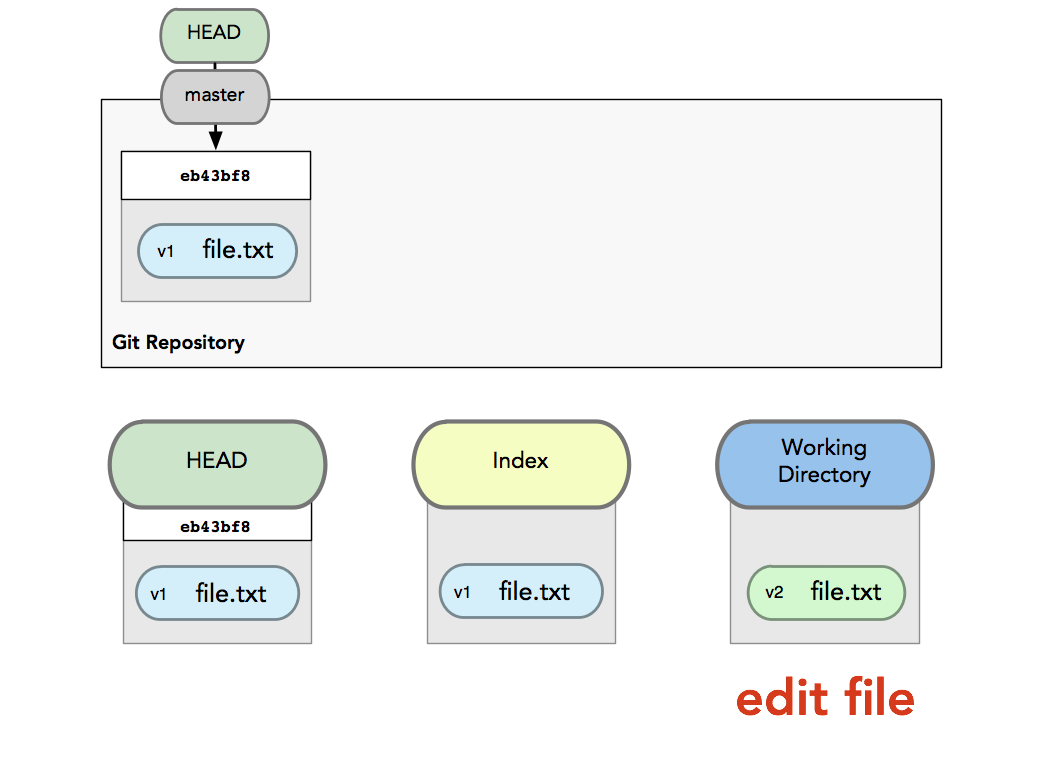 HEAD
master
eb43bf8
v1 file.txt
Git Repository
HEAD
Index
Working
Directory
eb43bf8
v1 file.txt
v1 file.txt
v2 file.txt
edit file